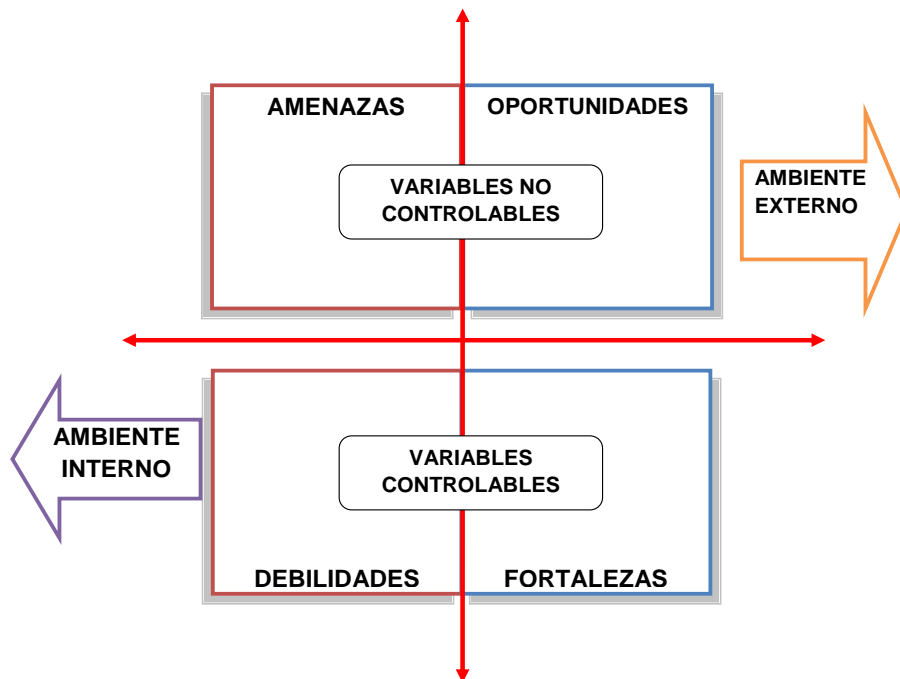 AMENAZAS
OPORTUNIDADES
VARIABLES NO
CONTROLABLES
AMBIENTE
EXTERNO
AMBIENTE
INTERNO
VARIABLES
CONTROLABLES
DEBILIDADES
FORTALEZAS